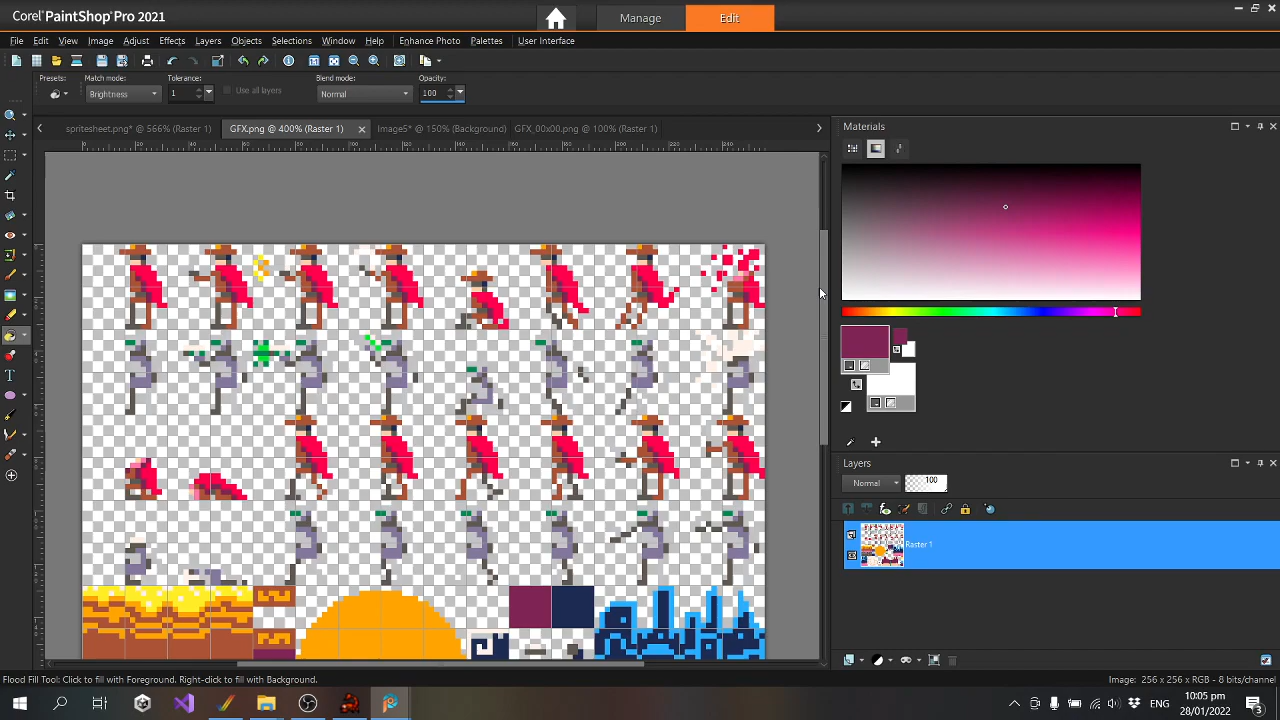 Corel PaintShop Pro 2021
Manage
Edit
File Edit View Image Adjust Effects Layers Objects Selections Window Help Enhance Photo Palettes User Interface
Presets: Match mode: Tolerance: Blend mode: Opacity:
Brightness 1 Use all layers Normal 100
spritesheet.png* @ 566% (Raster 1) GFX.png @ 400% (Raster 1) Image5* @ 150% (Background) GFX_00x00.png @ 100% (Raster 1)
Materials
Layers
Normal 100
Raster 1
Flood Fill Tool: Click to fill with Foreground. Right-click to fill with Background.
Image: 256 x 256 x RGB - 8 bits/channel
ENG
10:05 pm
28/01/2022
3